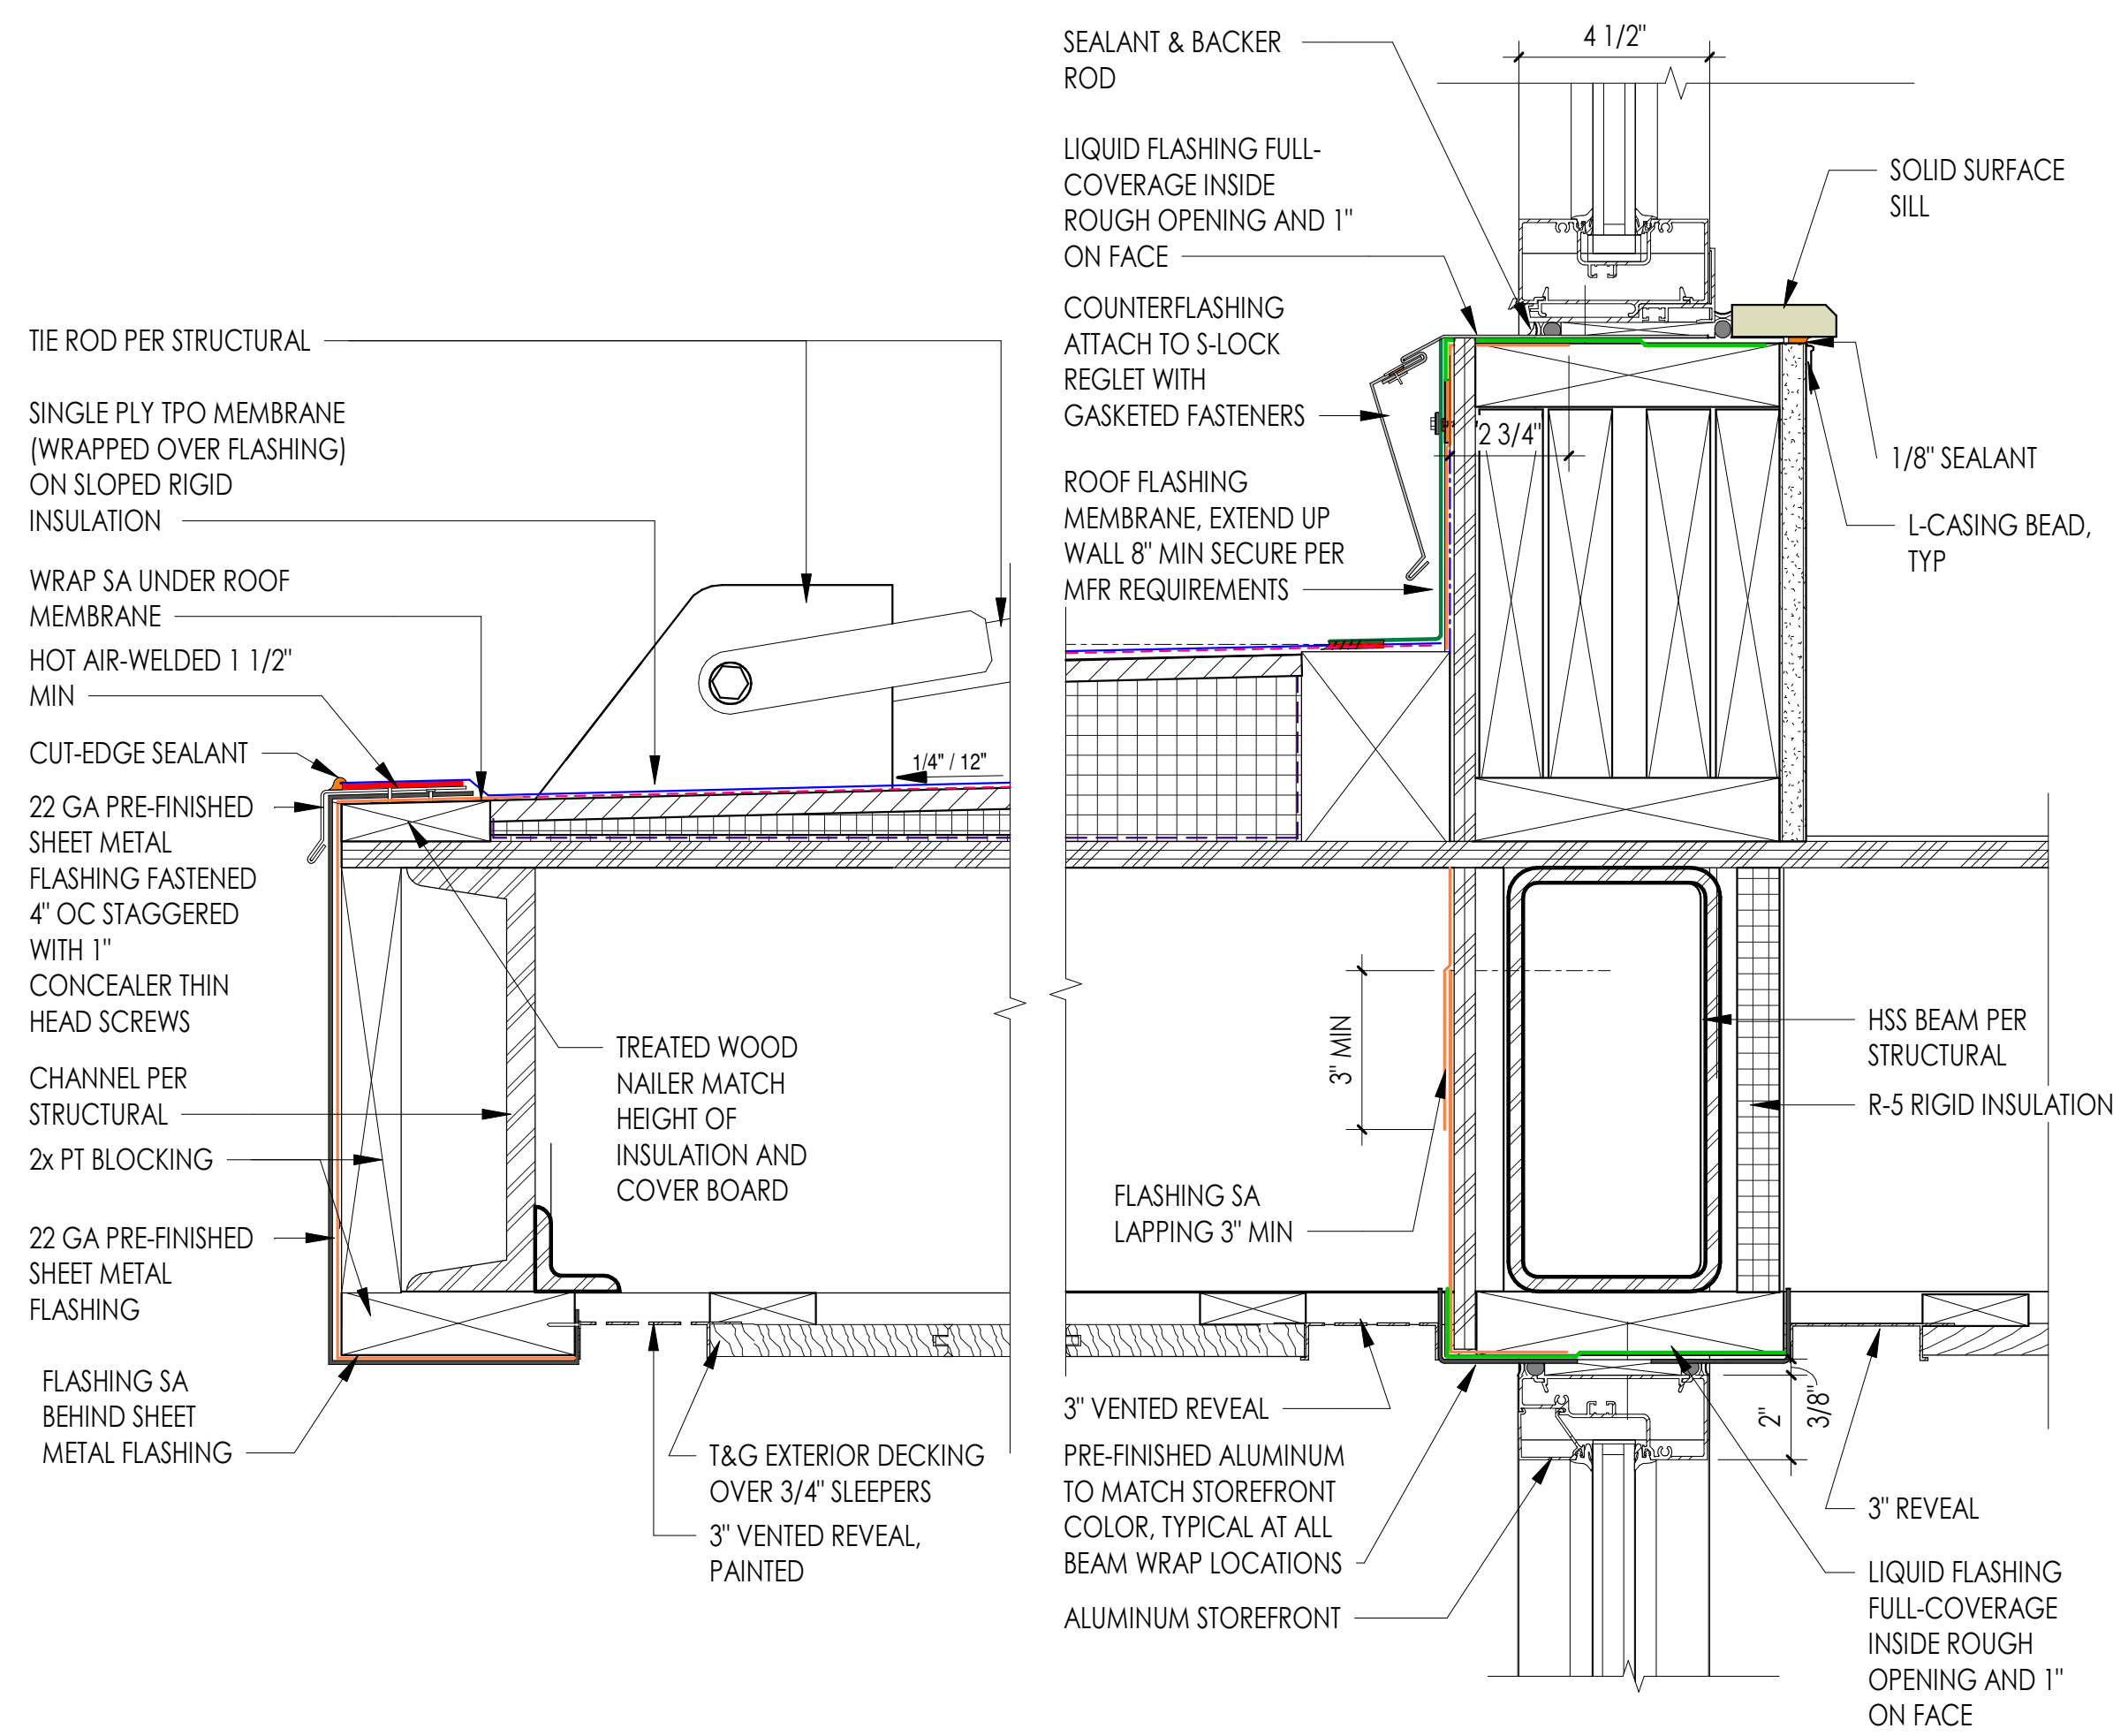 TIE ROD PER STRUCTURAL
SINGLE PLY TPO MEMBRANE
(WRAPPED OVER FLASHING)
ON SLOPED RIGID
INSULATION
WRAP SA UNDER ROOF
MEMBRANE
HOT AIR-WELDED 1 1/2"
MIN
CUT-EDGE SEALANT
22 GA PRE-FINISHED
SHEET METAL
FLASHING FASTENED
4" OC STAGGERED
WITH 1"
CONCEALER THIN
HEAD SCREWS
CHANNEL PER
STRUCTURAL
2x PT BLOCKING
22 GA PRE-FINISHED
SHEET METAL
FLASHING
FLASHING SA
BEHIND SHEET
METAL FLASHING
1/4" / 12"
TREATED WOOD
NAILER MATCH
HEIGHT OF
INSULATION AND
COVER BOARD
T&G EXTERIOR DECKING
OVER 3/4" SLEEPERS
3" VENTED REVEAL,
PAINTED
SEALANT & BACKER
ROD
LIQUID FLASHING FULL-
COVERAGE INSIDE
ROUGH OPENING AND 1"
ON FACE
COUNTERFLASHING
ATTACH TO S-LOCK
REGLET WITH
GASKETED FASTENERS
ROOF FLASHING
MEMBRANE, EXTEND UP
WALL 8" MIN SECURE PER
MFR REQUIREMENTS
4 1/2"
2 3/4"
3" MIN
FLASHING SA
LAPPING 3" MIN
3" VENTED REVEAL
PRE-FINISHED ALUMINUM
TO MATCH STOREFRONT
COLOR, TYPICAL AT ALL
BEAM WRAP LOCATIONS
ALUMINUM STOREFRONT
SOLID SURFACE
SILL
1/8" SEALANT
L-CASING BEAD,
TYP
HSS BEAM PER
STRUCTURAL
R-5 RIGID INSULATION
2"
3/8"
3" REVEAL
LIQUID FLASHING
FULL-COVERAGE
INSIDE ROUGH
OPENING AND 1"
ON FACE